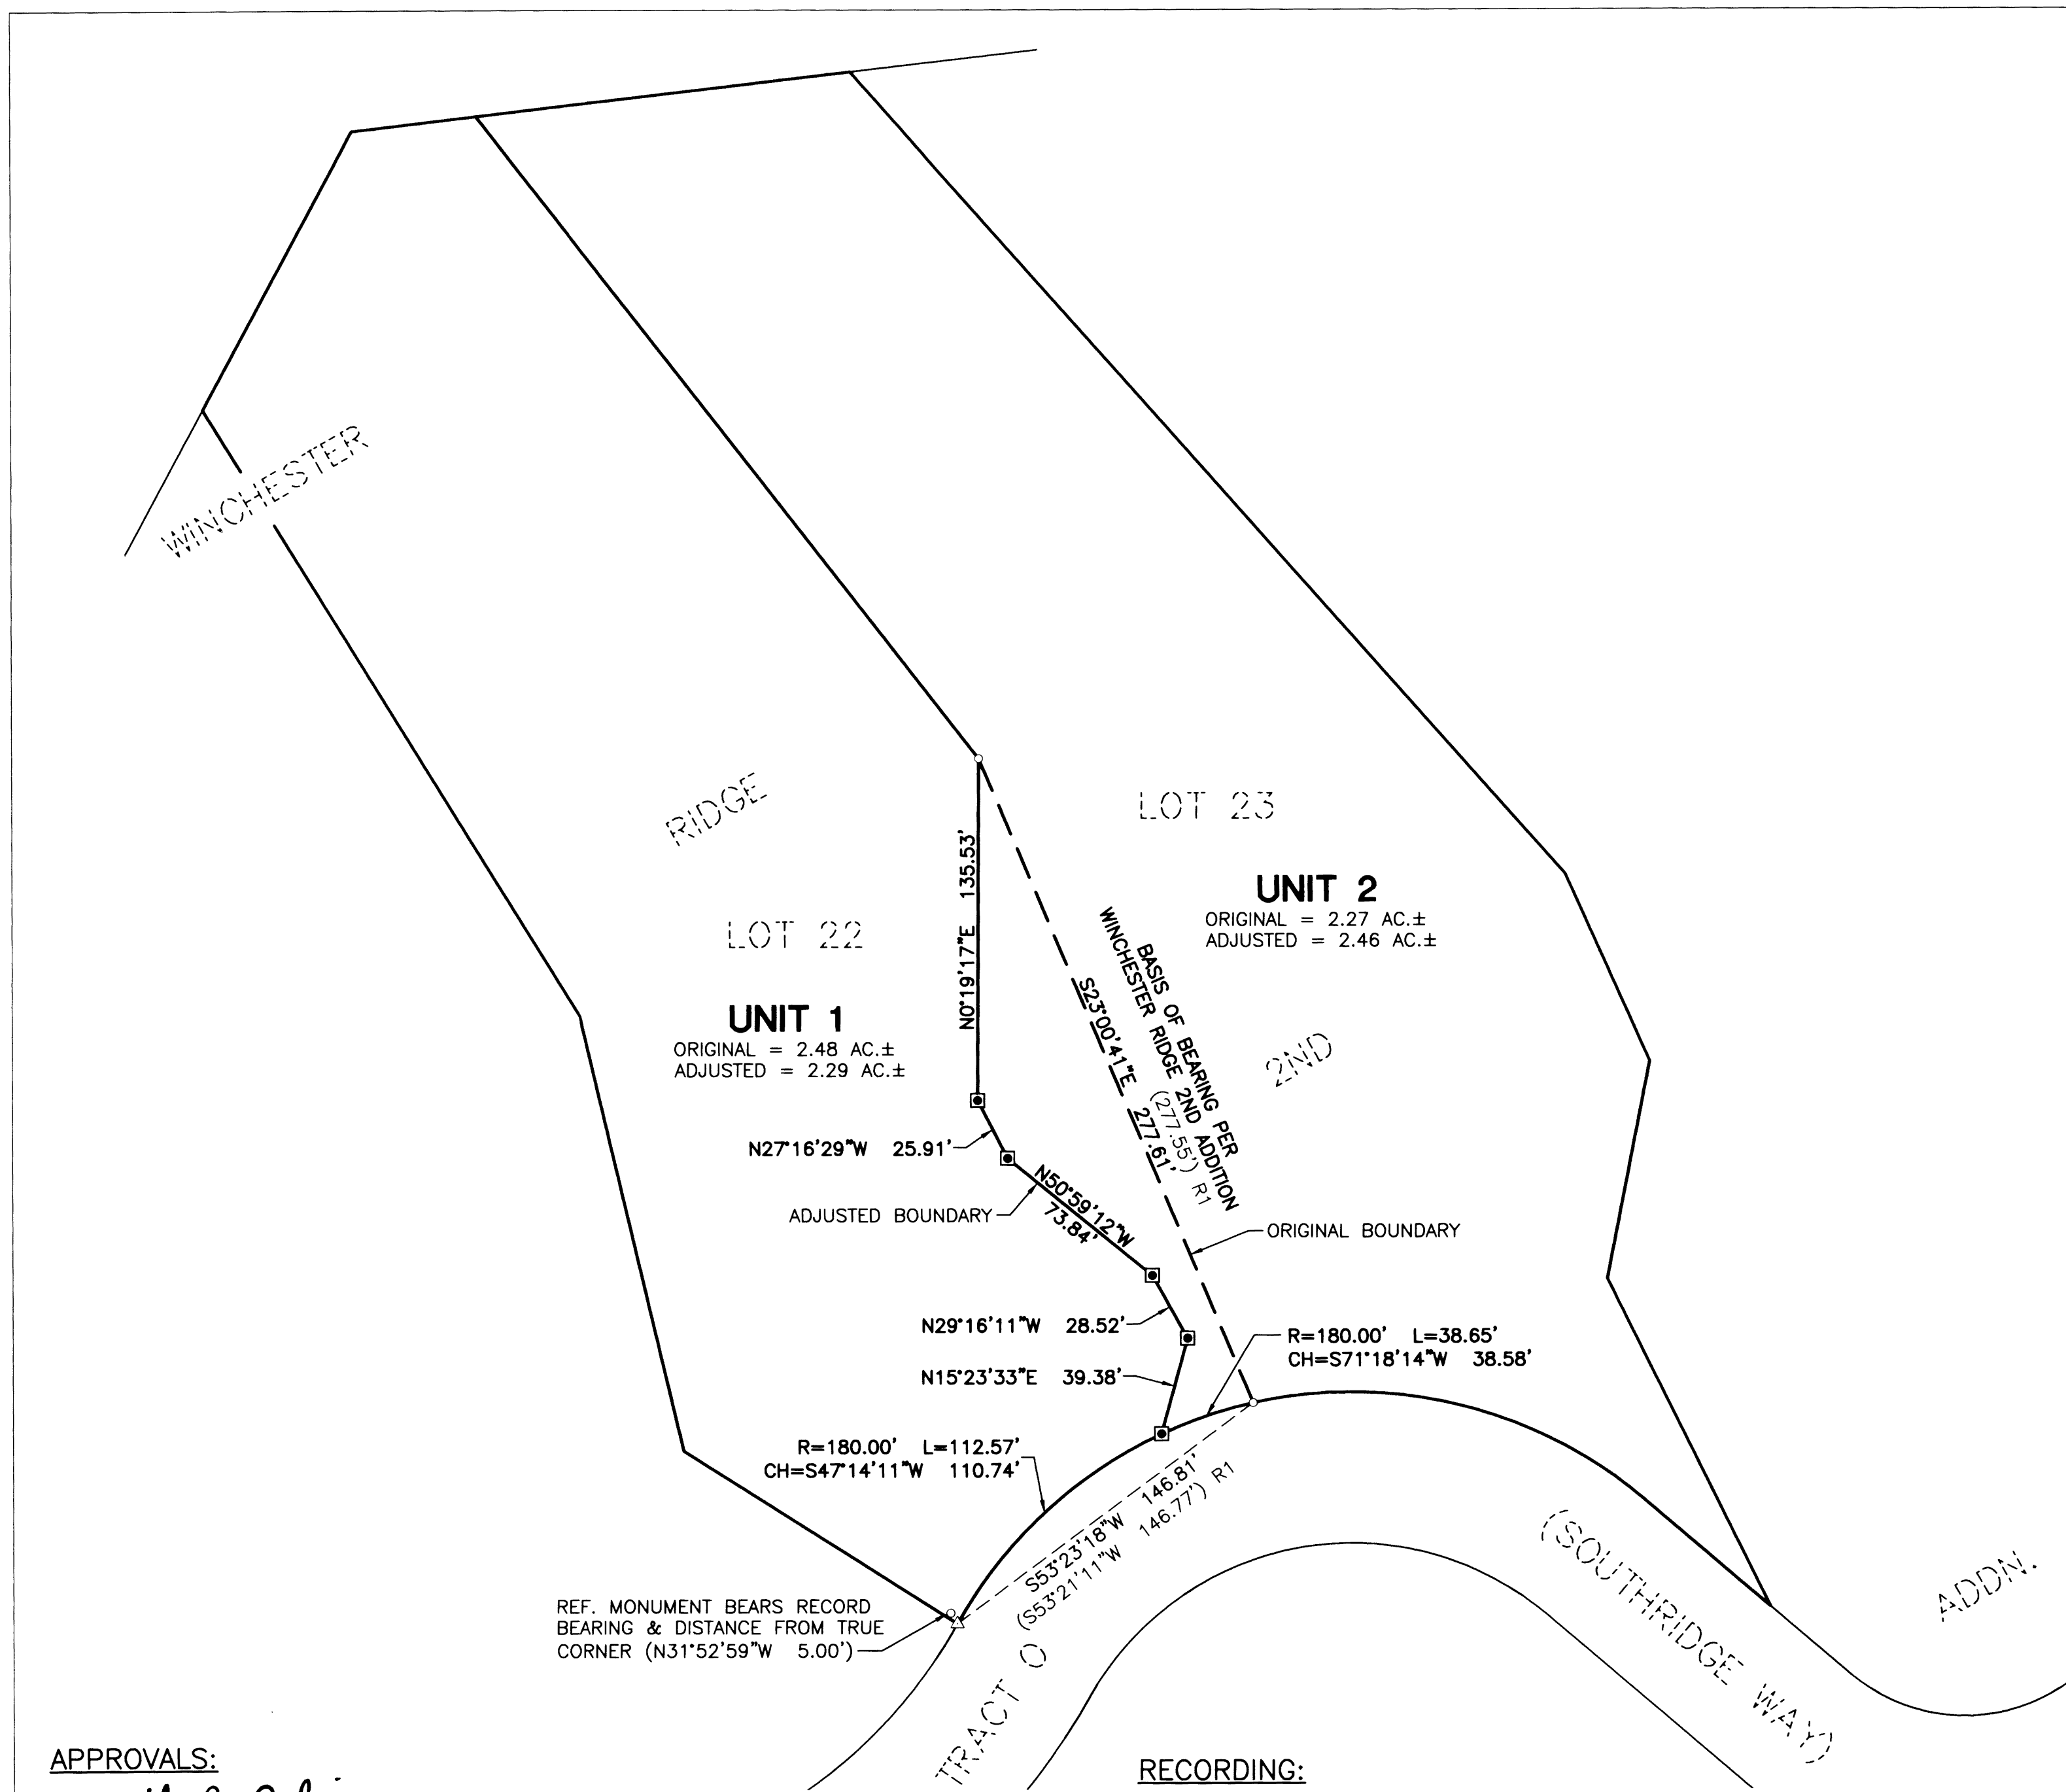 WINCHESTER
RIDGE
LOT 23
UNIT 2
ORIGINAL = 2.27 AC.±
ADJUSTED = 2.46 AC.±
N0°19'17"E 135.53'
LOT 22
BASIS OF BEARING PER
WINCHESTER RIDGE 2ND ADDITION
(277.55') R1
S23°00'41"E 277.61'
UNIT 1
ORIGINAL = 2.48 AC.±
ADJUSTED = 2.29 AC.±
2ND
N27°16'29"W 25.91'
N50°59'12"W
73.84'
ADJUSTED BOUNDARY
ORIGINAL BOUNDARY
N29°16'11"W 28.52'
R=180.00' L=38.65'
CH=S71°18'14"W 38.58'
N15°23'33"E 39.38'
R=180.00' L=112.57'
CH=S47°14'11"W 110.74'
S53°23'18"W 146.81'
(S53°21'11"W 146.77') R1
(SOUTHRIDGE WAY)
ADDN.
REF. MONUMENT BEARS RECORD
BEARING & DISTANCE FROM TRUE
CORNER (N31°52'59"W 5.00')
TRACT O
APPROVALS:
RECORDING: